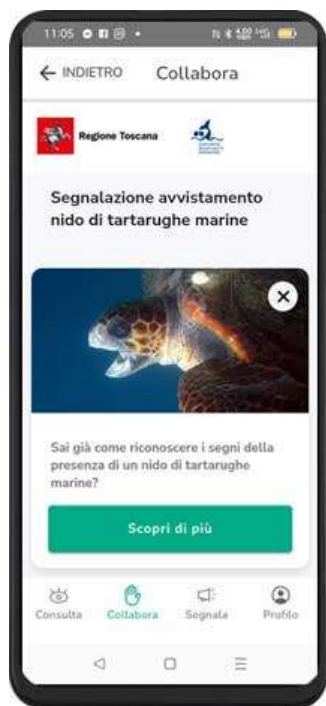 11:05
← INDIETRO Collabora
Regione Toscana
Segnalazione avvistamento
nido di tartarughe marine
Sai già come riconoscere i segni della
presenza di un nido di tartarughe
marine?
Scopri di più
Consulta Collabora Segnala Profilo